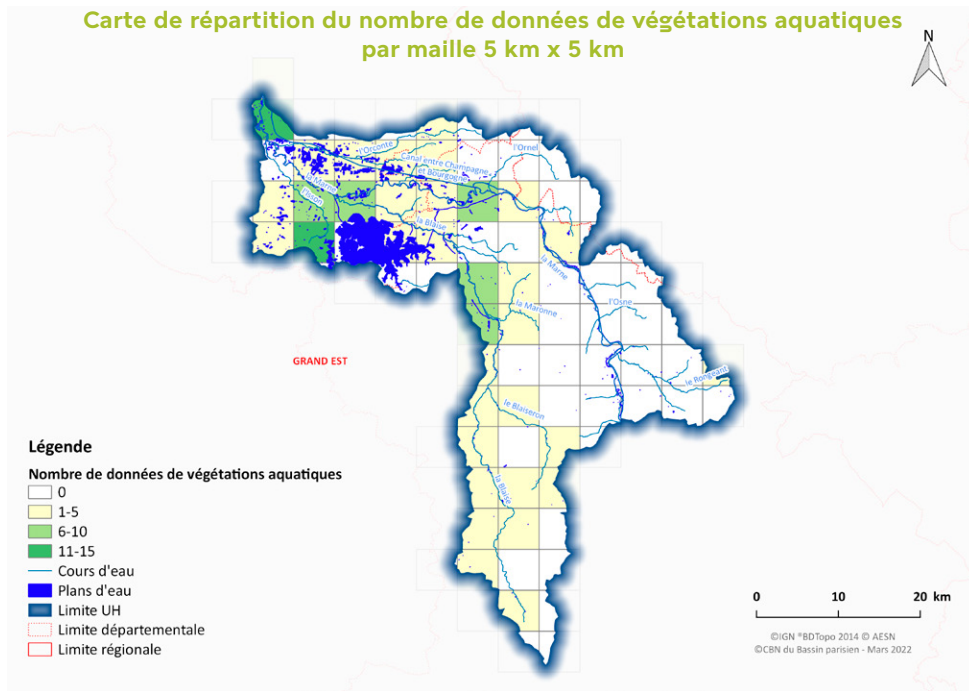 Carte de répartition du nombre de données de végétations aquatiques
par maille 5 km x 5 km
N
l'Orconte
l'Ornel
Canal entre Champagne
et Bourgogne
la Marne
l'Isson
la Blaise
la Marne
l'Osne
la Maronne
GRAND EST
le Rongeant
le Blaiseron
la Blaise
Légende
Nombre de données de végétations aquatiques
0
1-5
6-10
11-15
Cours d'eau
Plans d'eau
Limite UH
Limite départementale
Limite régionale
0 10 20 km
©IGN ®BDTopo 2014 © AESN
©CBN du Bassin parisien - Mars 2022